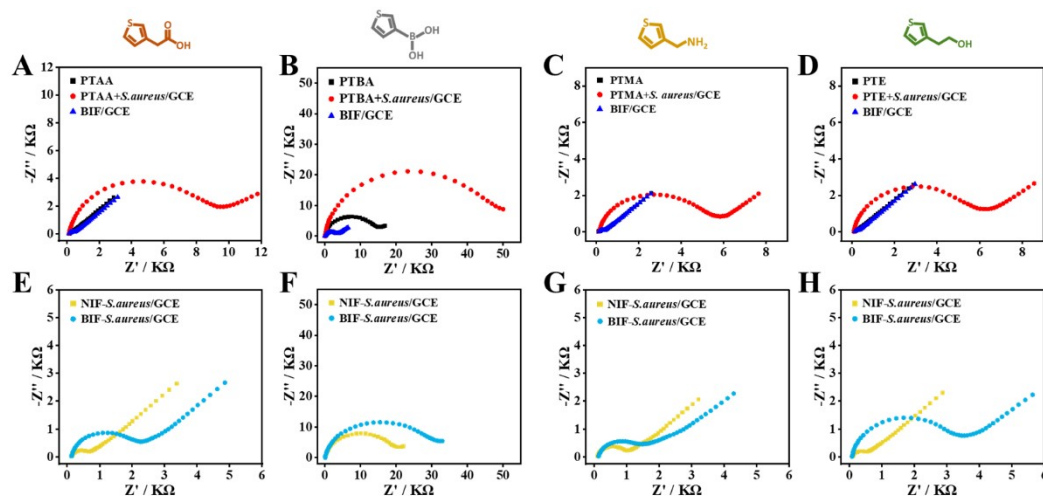 S
O
OH
S
B
OH
OH
S
NH2
S
OH
A
PTAA
PTAA+S.aureus/GCE
BIF/GCE
-Z'' / KΩ
12
10
8
6
4
2
0
0 2 4 6 8 10 12
Z' / KΩ
B
PTBA
PTBA+S.aureus/GCE
BIF/GCE
-Z'' / KΩ
50
40
30
20
10
0
0 10 20 30 40 50
Z' / KΩ
C
PTMA
PTMA+S.aureus/GCE
BIF/GCE
-Z'' / KΩ
8
6
4
2
0
0 2 4 6 8
Z' / KΩ
D
PTE
PTE+S.aureus/GCE
BIF/GCE
-Z'' / KΩ
8
6
4
2
0
0 2 4 6 8
Z' / KΩ
E
NIF-S.aureus/GCE
BIF-S.aureus/GCE
-Z'' / KΩ
6
5
4
3
2
1
0
0 1 2 3 4 5 6
Z' / KΩ
F
NIF-S.aureus/GCE
BIF-S.aureus/GCE
-Z'' / KΩ
50
40
30
20
10
0
0 10 20 30 40 50
Z' / KΩ
G
NIF-S.aureus/GCE
BIF-S.aureus/GCE
-Z'' / KΩ
6
5
4
3
2
1
0
0 1 2 3 4 5 6
Z' / KΩ
H
NIF-S.aureus/GCE
BIF-S.aureus/GCE
-Z'' / KΩ
6
5
4
3
2
1
0
0 1 2 3 4 5 6
Z' / KΩ